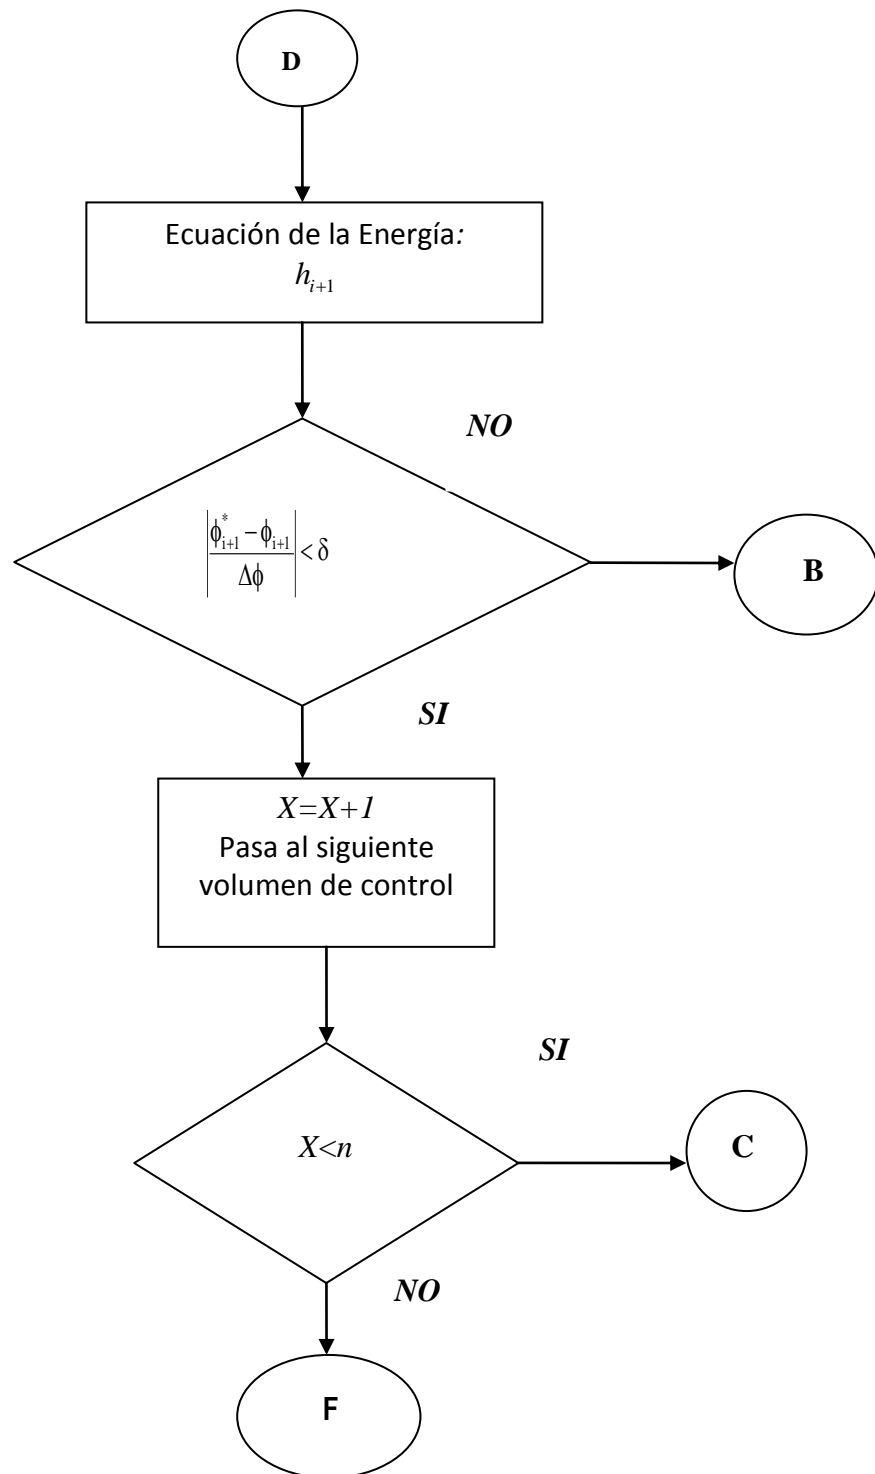 D
Ecuación de la Energía:
h_{i+1}
NO
|ϕ*_{i+1} − ϕ_{i+1} / Δϕ| < δ
B
SI
X=X+1
Pasa al siguiente
volumen de control
SI
X<n
C
NO
F